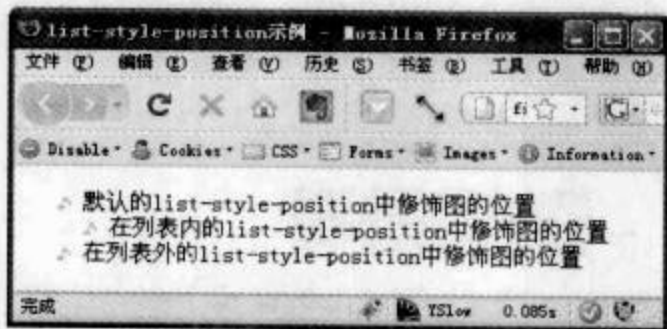 list-style-position示例 - Mozilla Firefox
文件 (F) 编辑 (E) 查看 (V) 历史 (S) 书签 (B) 工具 (T) 帮助 (H)
fi
Disable Cookies CSS Forms Images Information
默认的list-style-position中修饰图的位置
在列表内的list-style-position中修饰图的位置
在列表外的list-style-position中修饰图的位置
完成 YSlow 0.085s